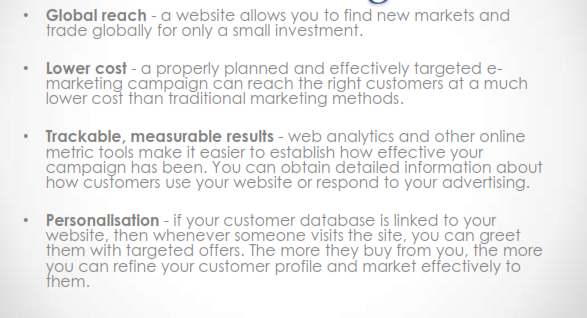 • Global reach - a website allows you to find new markets and
trade globally for only a small investment.
• Lower cost - a properly planned and effectively targeted e-
marketing campaign can reach the right customers at a much
lower cost than traditional marketing methods.
• Trackable, measurable results - web analytics and other online
metric tools make it easier to establish how effective your
campaign has been. You can obtain detailed information about
how customers use your website or respond to your advertising.
• Personalisation - if your customer database is linked to your
website, then whenever someone visits the site, you can greet
them with targeted offers. The more they buy from you, the more
you can refine your customer profile and market effectively to
them.